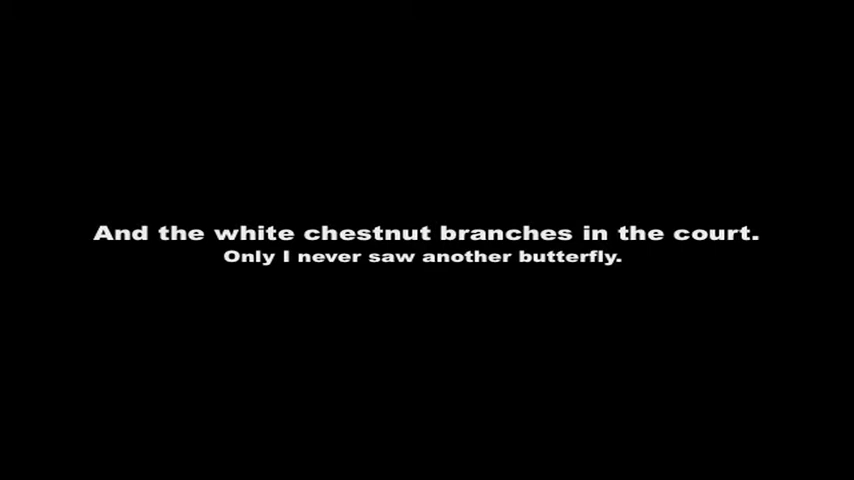 And the white chestnut branches in the court.
Only I never saw another butterfly.